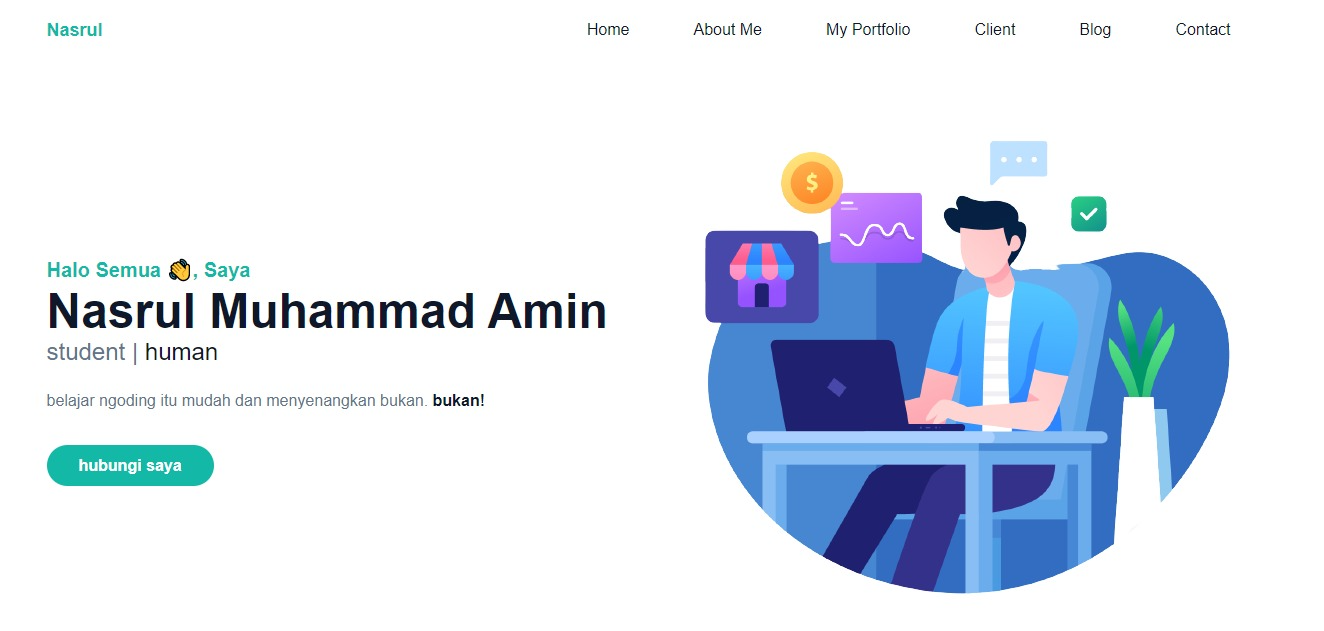 Nasrul
Home About Me My Portfolio Client Blog Contact
Halo Semua 👋, Saya
Nasrul Muhammad Amin
student | human
belajar ngoding itu mudah dan menyenangkan bukan. bukan!
hubungi saya
$